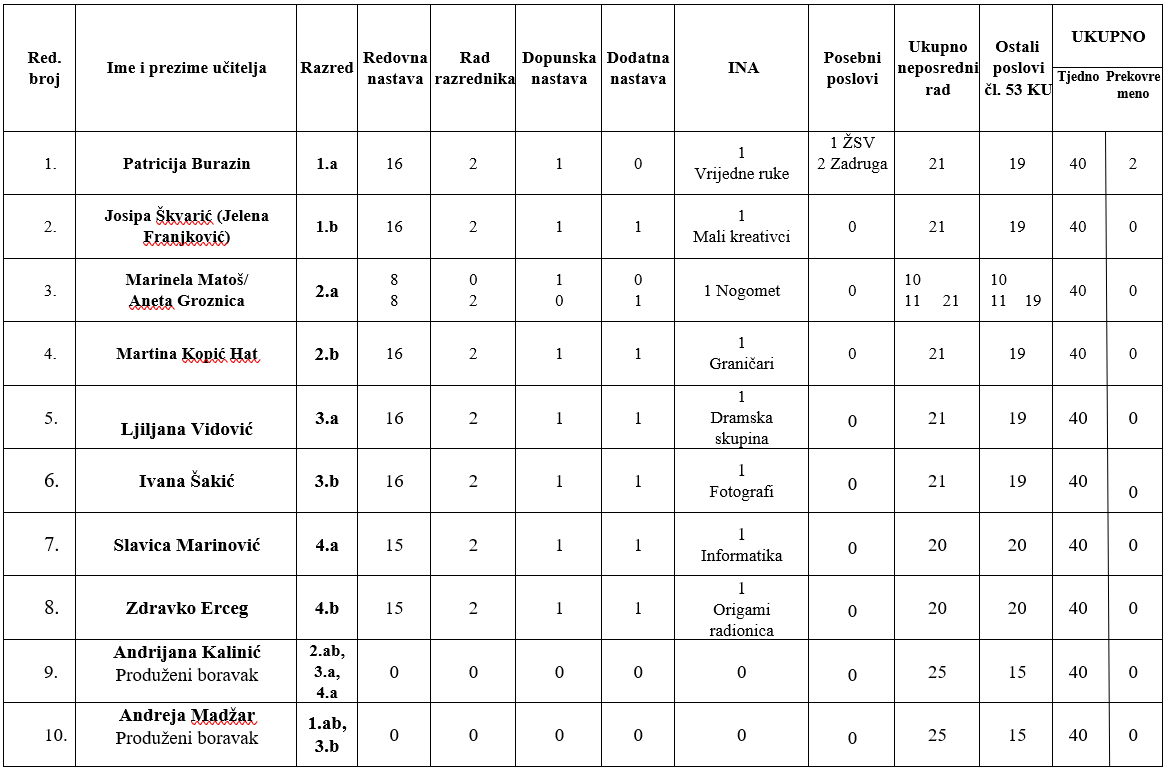 Red. broj Ime i prezime učitelja Razred Redovna nastava Rad razrednika Dopunska nastava Dodatna nastava INA Posebni poslovi Ukupno neposredni rad Ostali poslovi čl. 53 KU UKUPNO Tjedno Prekovre meno
1. Patricija Burazin 1.a 16 2 1 0 1 Vrijedne ruke 1 ŽSV 2 Zadruga 21 19 40 2
2. Josipa Škvarić (Jelena Franjković) 1.b 16 2 1 1 1 Mali kreativci 0 21 19 40 0
3. Marinela Matoš/ Aneta Groznica 2.a 8 8 0 2 1 0 0 1 1 Nogomet 0 10 11 21 10 11 19 40 0
4. Martina Kopić Hat 2.b 16 2 1 1 1 Graničari 0 21 19 40 0
5. Ljiljana Vidović 3.a 16 2 1 1 1 Dramska skupina 0 21 19 40 0
6. Ivana Šakić 3.b 16 2 1 1 1 Fotografi 0 21 19 40 0
7. Slavica Marinović 4.a 15 2 1 1 1 Informatika 0 20 20 40 0
8. Zdravko Erceg 4.b 15 2 1 1 1 Origami radionica 0 20 20 40 0
9. Andrijana Kalinić Produženi boravak 2.ab, 3.a, 4.a 0 0 0 0 0 0 25 15 40 0
10. Andreja Madžar Produženi boravak 1.ab, 3.b 0 0 0 0 0 0 25 15 40 0